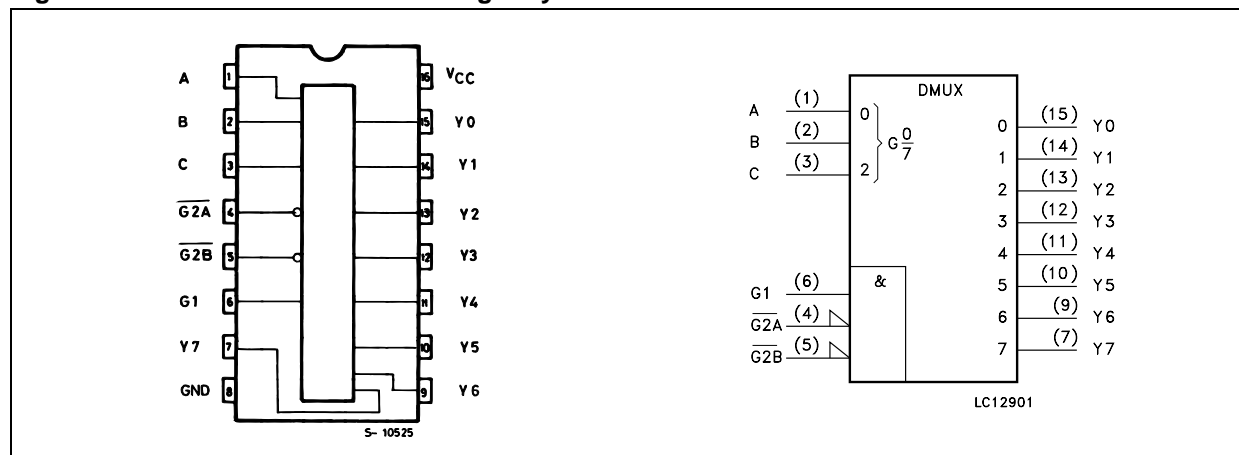 A 1 16 VCC
B 2 15 Y0
C 3 14 Y1
G2A 4 13 Y2
G2B 5 12 Y3
G1 6 11 Y4
Y7 7 10 Y5
GND 8 9 Y6
S- 10525
DMUX
A (1) 0 0 (15) Y0
B (2) G 0/7 1 (14) Y1
C (3) 2 2 (13) Y2
3 (12) Y3
4 (11) Y4
G1 (6) & 5 (10) Y5
G2A (4) 6 (9) Y6
G2B (5) 7 (7) Y7
LC12901